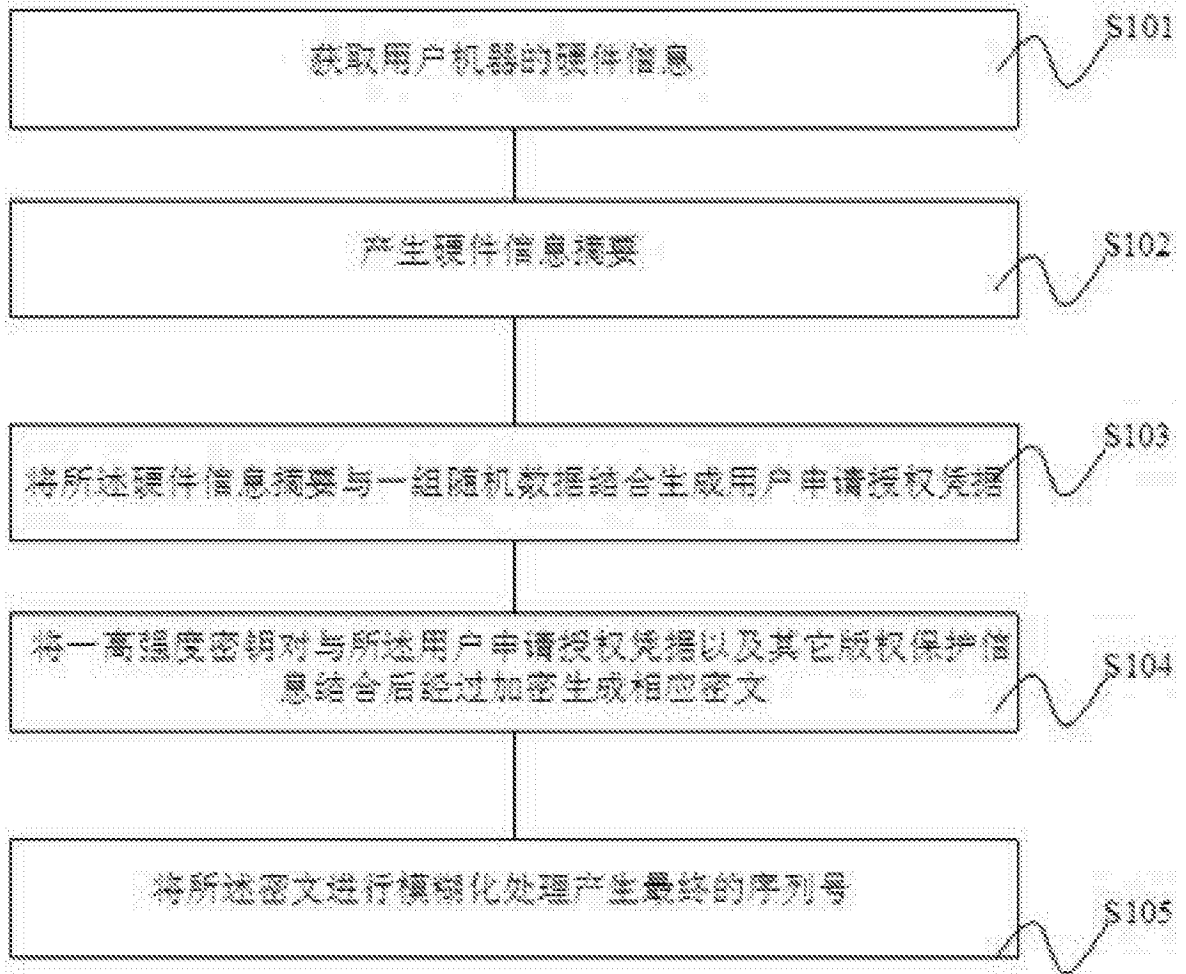 获取用户机器的硬件信息
S101
产生硬件信息摘要
S102
将所述硬件信息摘要与一组随机数据结合生成用户申请授权凭据
S103
将一高强度密钥对与所述用户申请授权凭据以及其它版权保护信
息结合后经过加密生成相应密文
S104
将所述密文进行模糊化处理产生最终的序列号
S105